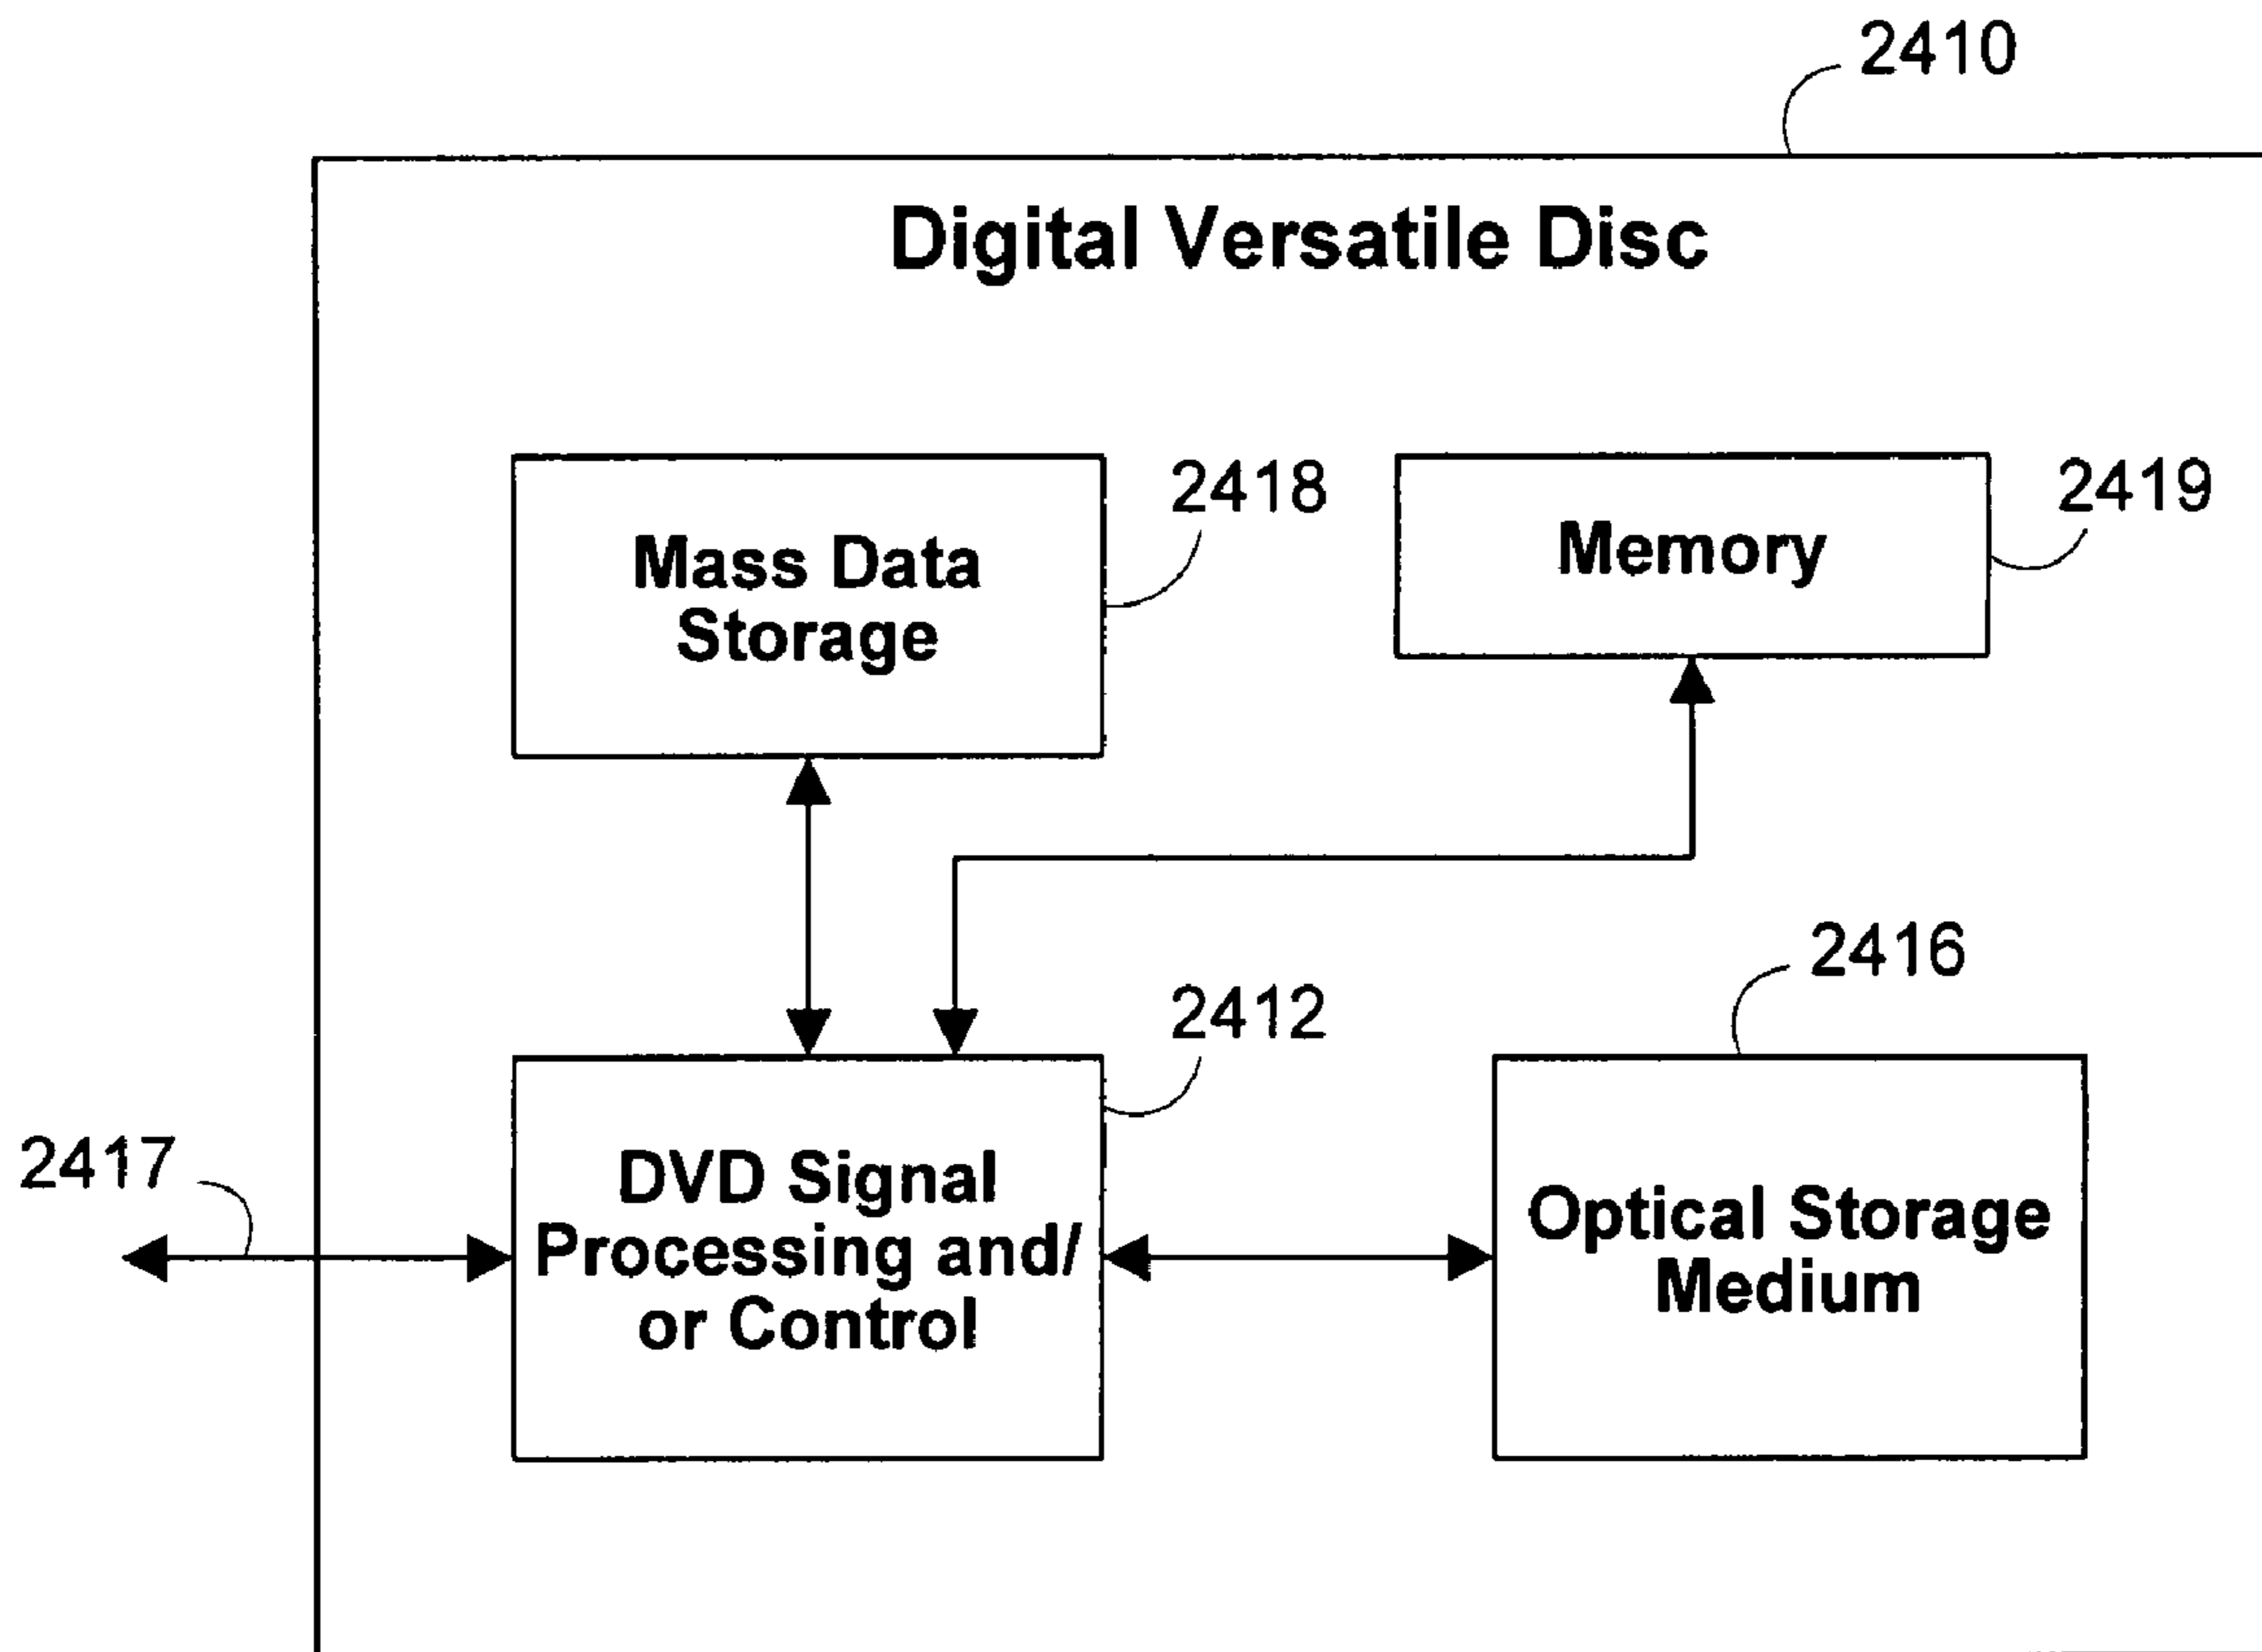 2410
Digital Versatile Disc
2418
2419
Mass Data
Storage
Memory
2416
2412
2417
DVD Signal
Processing and/
or Control
Optical Storage
Medium